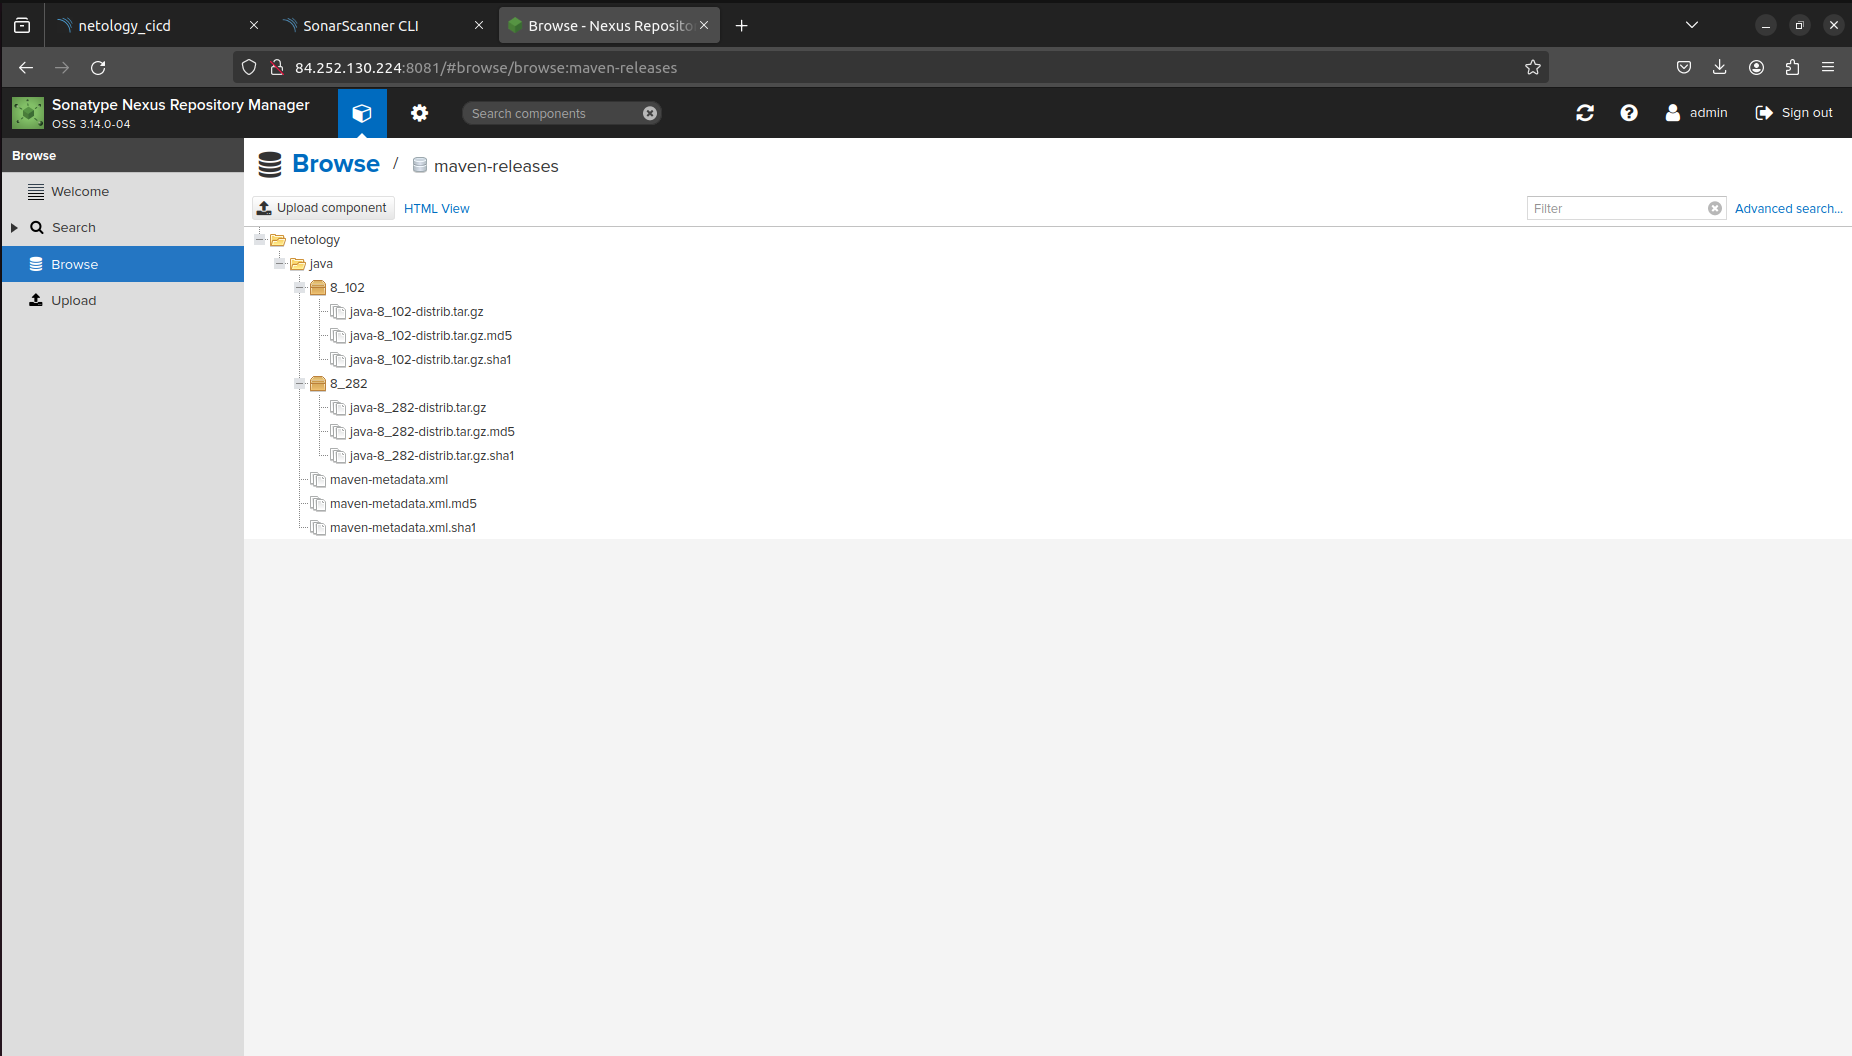 netology_cicd
SonarScanner CLI
Browse - Nexus Reposito
84.252.130.224:8081/#browse/browse:maven-releases
Sonatype Nexus Repository Manager
OSS 3.14.0-04
Search components
admin
Sign out
Browse
Browse / maven-releases
Welcome
Search
Browse
Upload
Upload component
HTML View
Filter
Advanced search...
netology
java
8_102
java-8_102-distrib.tar.gz
java-8_102-distrib.tar.gz.md5
java-8_102-distrib.tar.gz.sha1
8_282
java-8_282-distrib.tar.gz
java-8_282-distrib.tar.gz.md5
java-8_282-distrib.tar.gz.sha1
maven-metadata.xml
maven-metadata.xml.md5
maven-metadata.xml.sha1